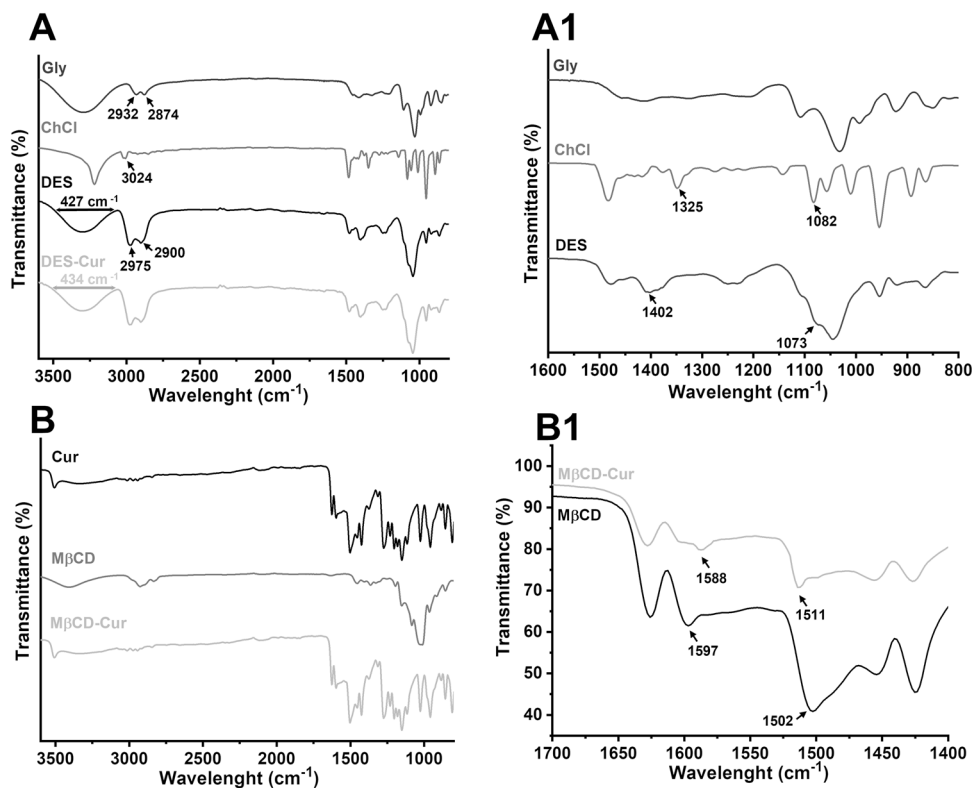 A
Gly
2932
2874
ChCl
3024
DES
427 cm-1
2975
2900
DES-Cur
434 cm-1
Transmittance (%)
3500 3000 2500 2000 1500 1000
Wavelenght (cm-1)
A1
Gly
ChCl
1325
1082
DES
1402
1073
Transmittance (%)
1600 1500 1400 1300 1200 1100 1000 900 800
Wavelenght (cm-1)
B
Cur
MβCD
MβCD-Cur
Transmittance (%)
3500 3000 2500 2000 1500 1000
Wavelenght (cm-1)
B1
100
90
80
70
60
50
40
MβCD-Cur
MβCD
1588
1511
1597
1502
Transmittance (%)
1700 1650 1600 1550 1500 1450 1400
Wavelenght (cm-1)